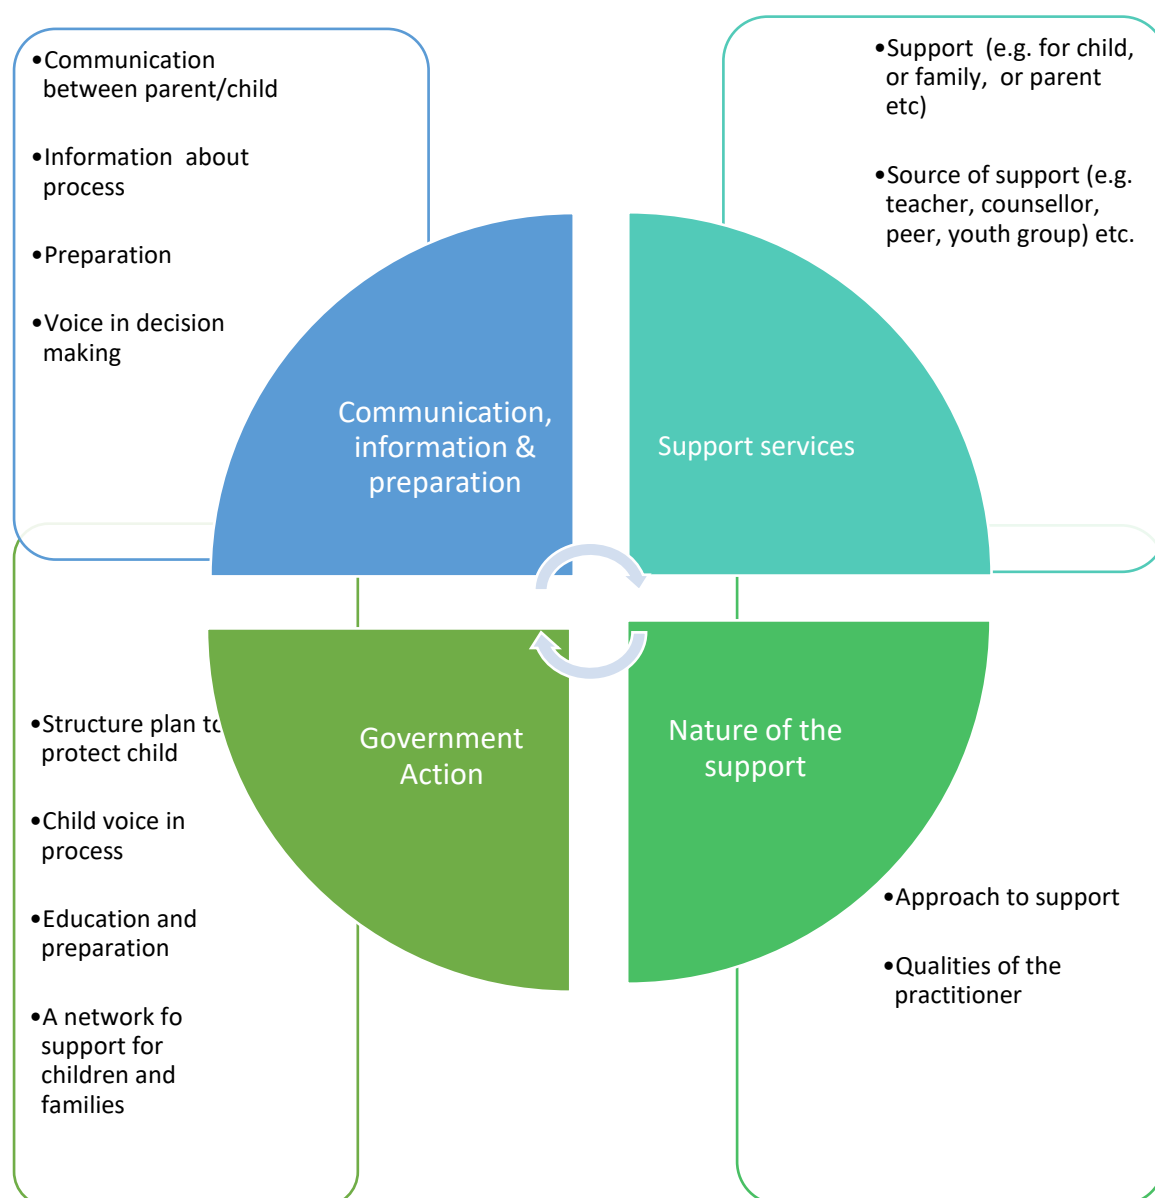 •Communication
between parent/child
•Information  about
process
•Preparation
•Voice in decision
making
•Support  (e.g. for child,
or family,  or parent
etc)
•Source of support (e.g.
teacher, counsellor,
peer, youth group) etc.
Communication,
information &
preparation
Support services
Government
Action
Nature of the
support
•Structure plan to
protect child
•Child voice in
process
•Education and
preparation
•A network fo
support for
children and
families
•Approach to support
•Qualities of the
practitioner